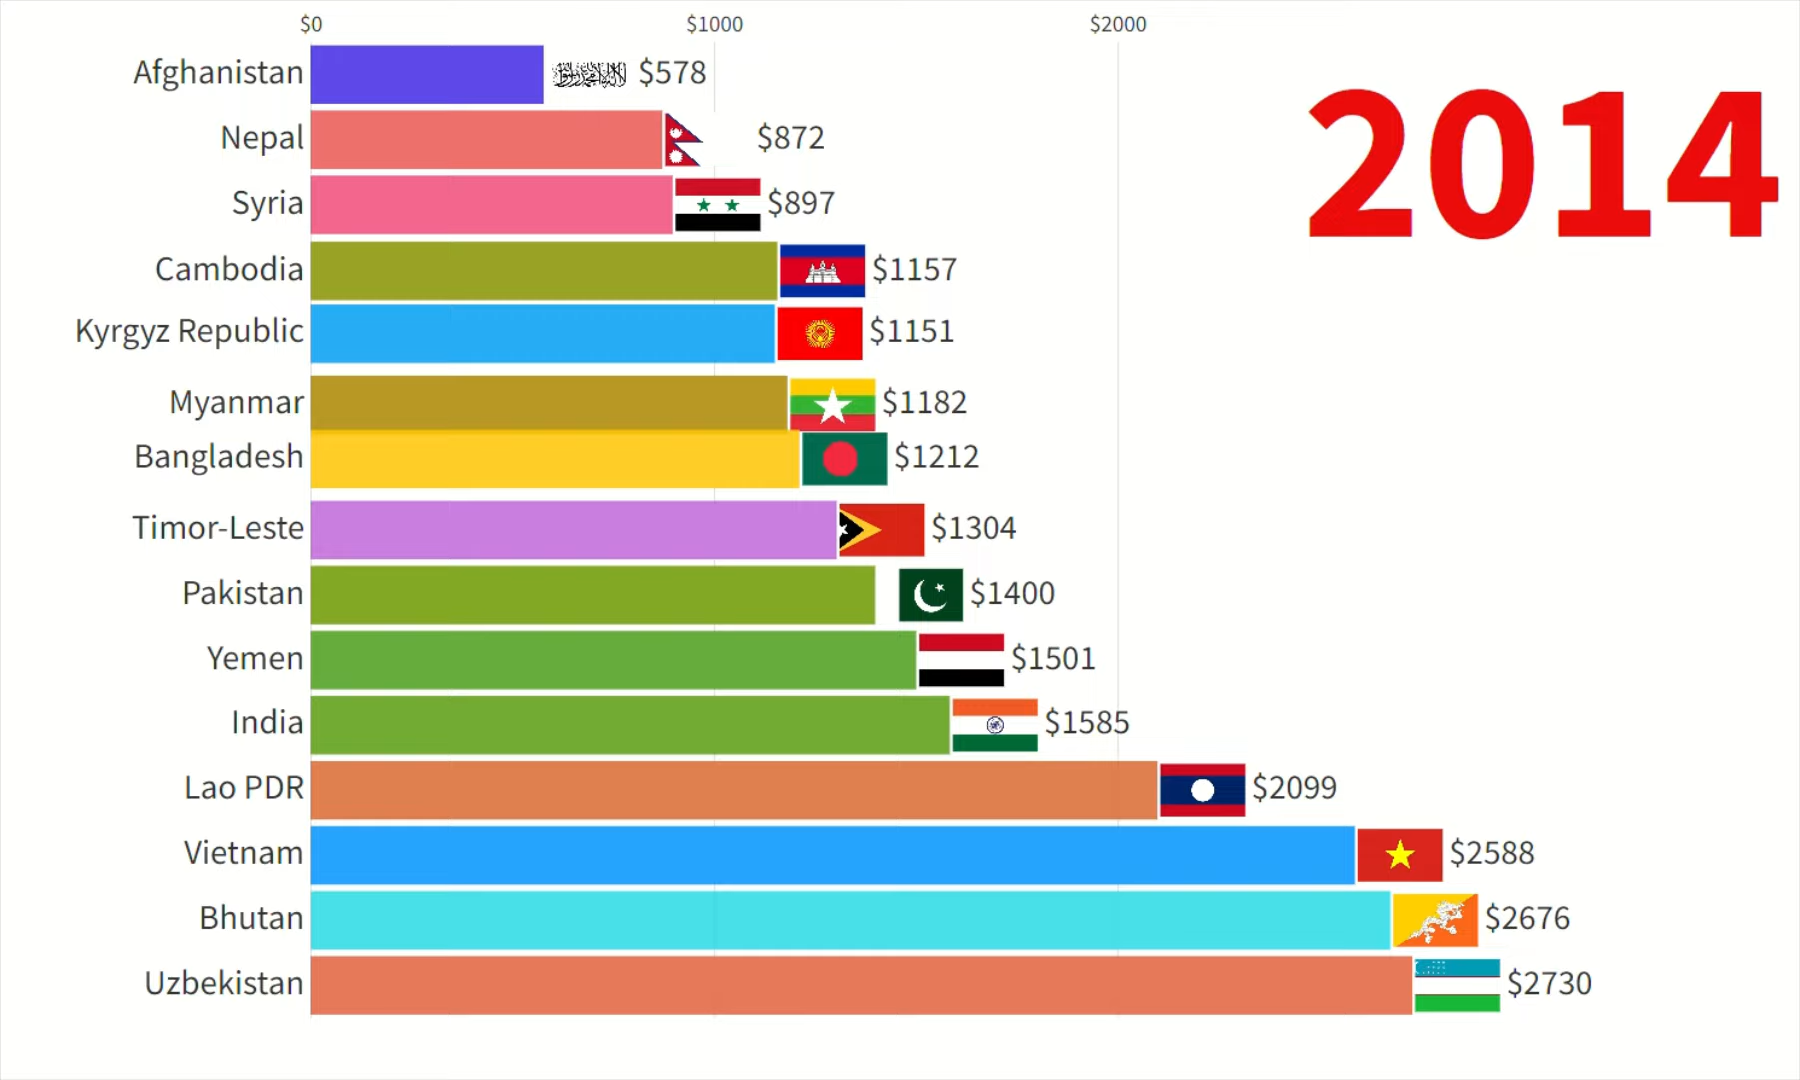 $0 $1000 $2000
2014
Afghanistan $578
Nepal $872
Syria $897
Cambodia $1157
Kyrgyz Republic $1151
Myanmar $1182
Bangladesh $1212
Timor-Leste $1304
Pakistan $1400
Yemen $1501
India $1585
Lao PDR $2099
Vietnam $2588
Bhutan $2676
Uzbekistan $2730